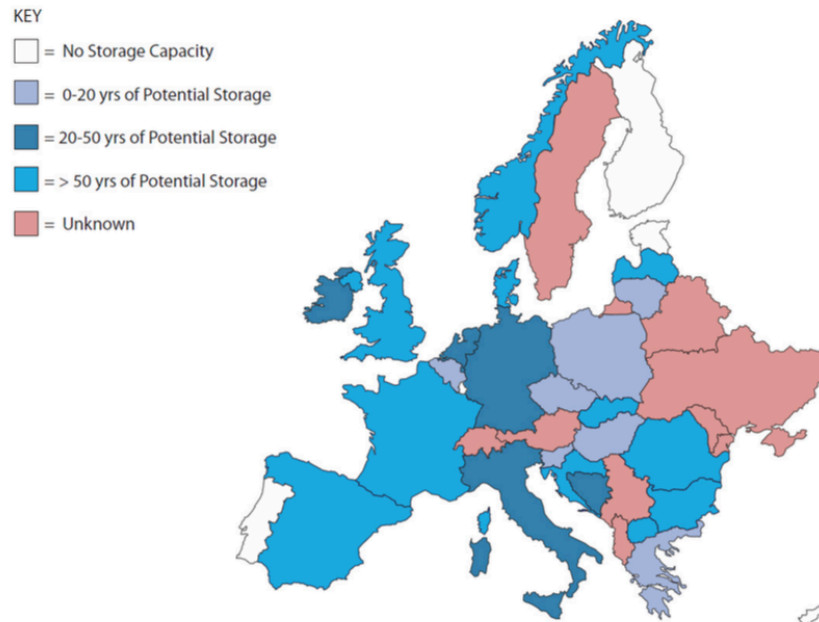 KEY
= No Storage Capacity
= 0-20 yrs of Potential Storage
= 20-50 yrs of Potential Storage
= > 50 yrs of Potential Storage
= Unknown